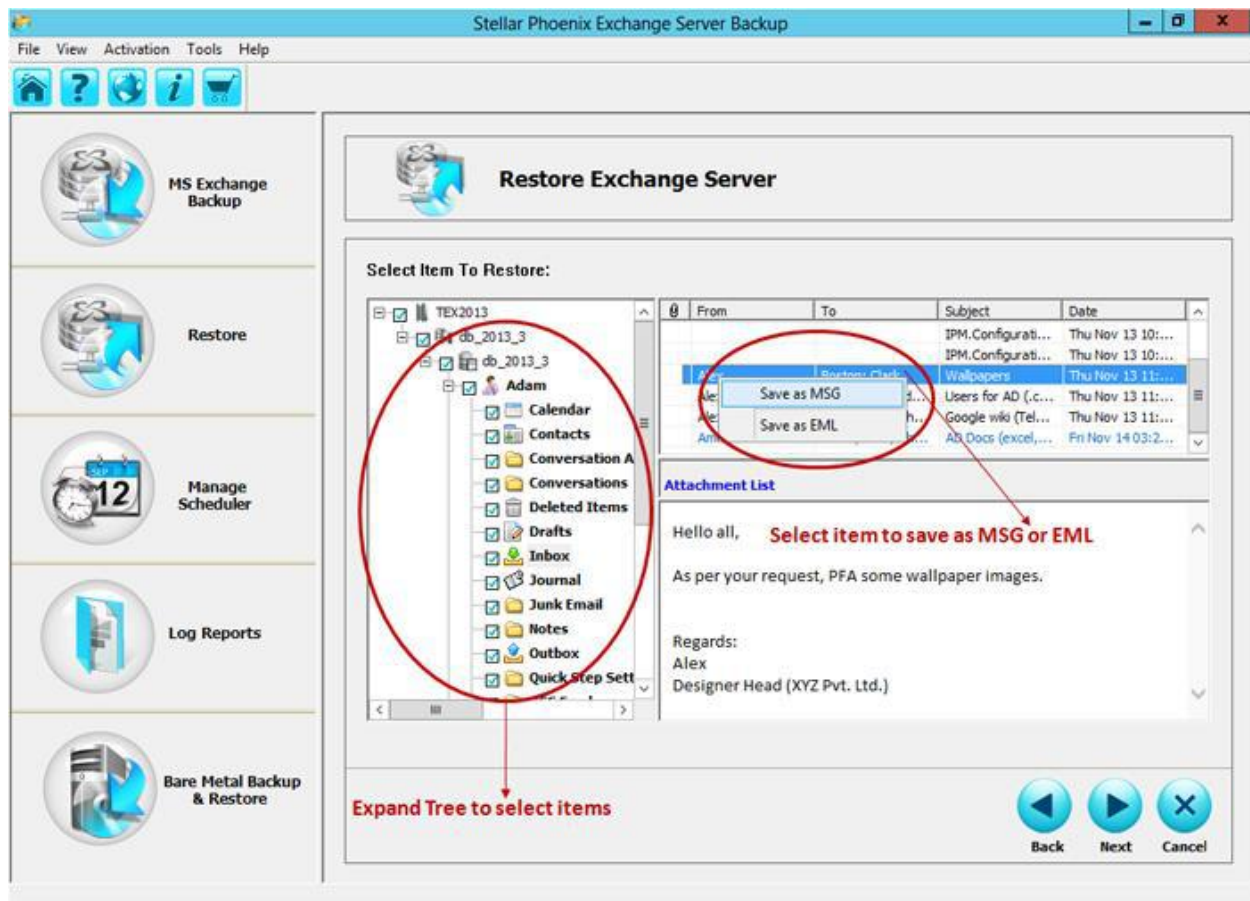 Stellar Phoenix Exchange Server Backup
File View Activation Tools Help
MS Exchange
Backup
Restore
Manage
Scheduler
SEP
12
Log Reports
Bare Metal Backup
& Restore
Restore Exchange Server
Select Item To Restore:
TEX2013
db_2013_3
db_2013_3
Adam
Calendar
Contacts
Conversation A
Conversations
Deleted Items
Drafts
Inbox
Journal
Junk Email
Notes
Outbox
Quick Step Sett
From To Subject Date
IPM.Configurati... Thu Nov 13 10:...
IPM.Configurati... Thu Nov 13 10:...
Alex Boston; Clark Wallpapers Thu Nov 13 11:...
Users for AD (.c... Thu Nov 13 11:...
Google wiki (Tel... Thu Nov 13 11:...
AD Docs (excel,... Fri Nov 14 03:2...
Save as MSG
Save as EML
Attachment List
Hello all,
Select item to save as MSG or EML
As per your request, PFA some wallpaper images.
Regards:
Alex
Designer Head (XYZ Pvt. Ltd.)
Expand Tree to select items
Back Next Cancel